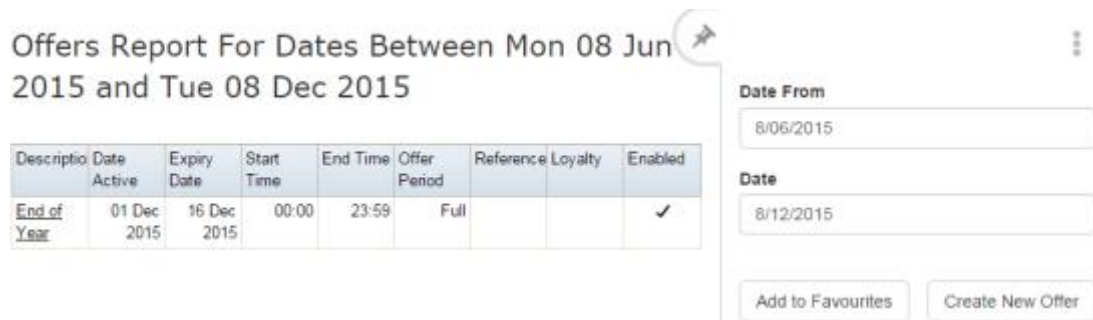 Offers Report For Dates Between Mon 08 Jun
2015 and Tue 08 Dec 2015
Descriptio Date Expiry Start End Time Offer Reference Loyalty Enabled
Active Date Time Period
End of 01 Dec 16 Dec 00:00 23:59 Full
Year 2015 2015
Date From
8/06/2015
Date
8/12/2015
Add to Favourites Create New Offer